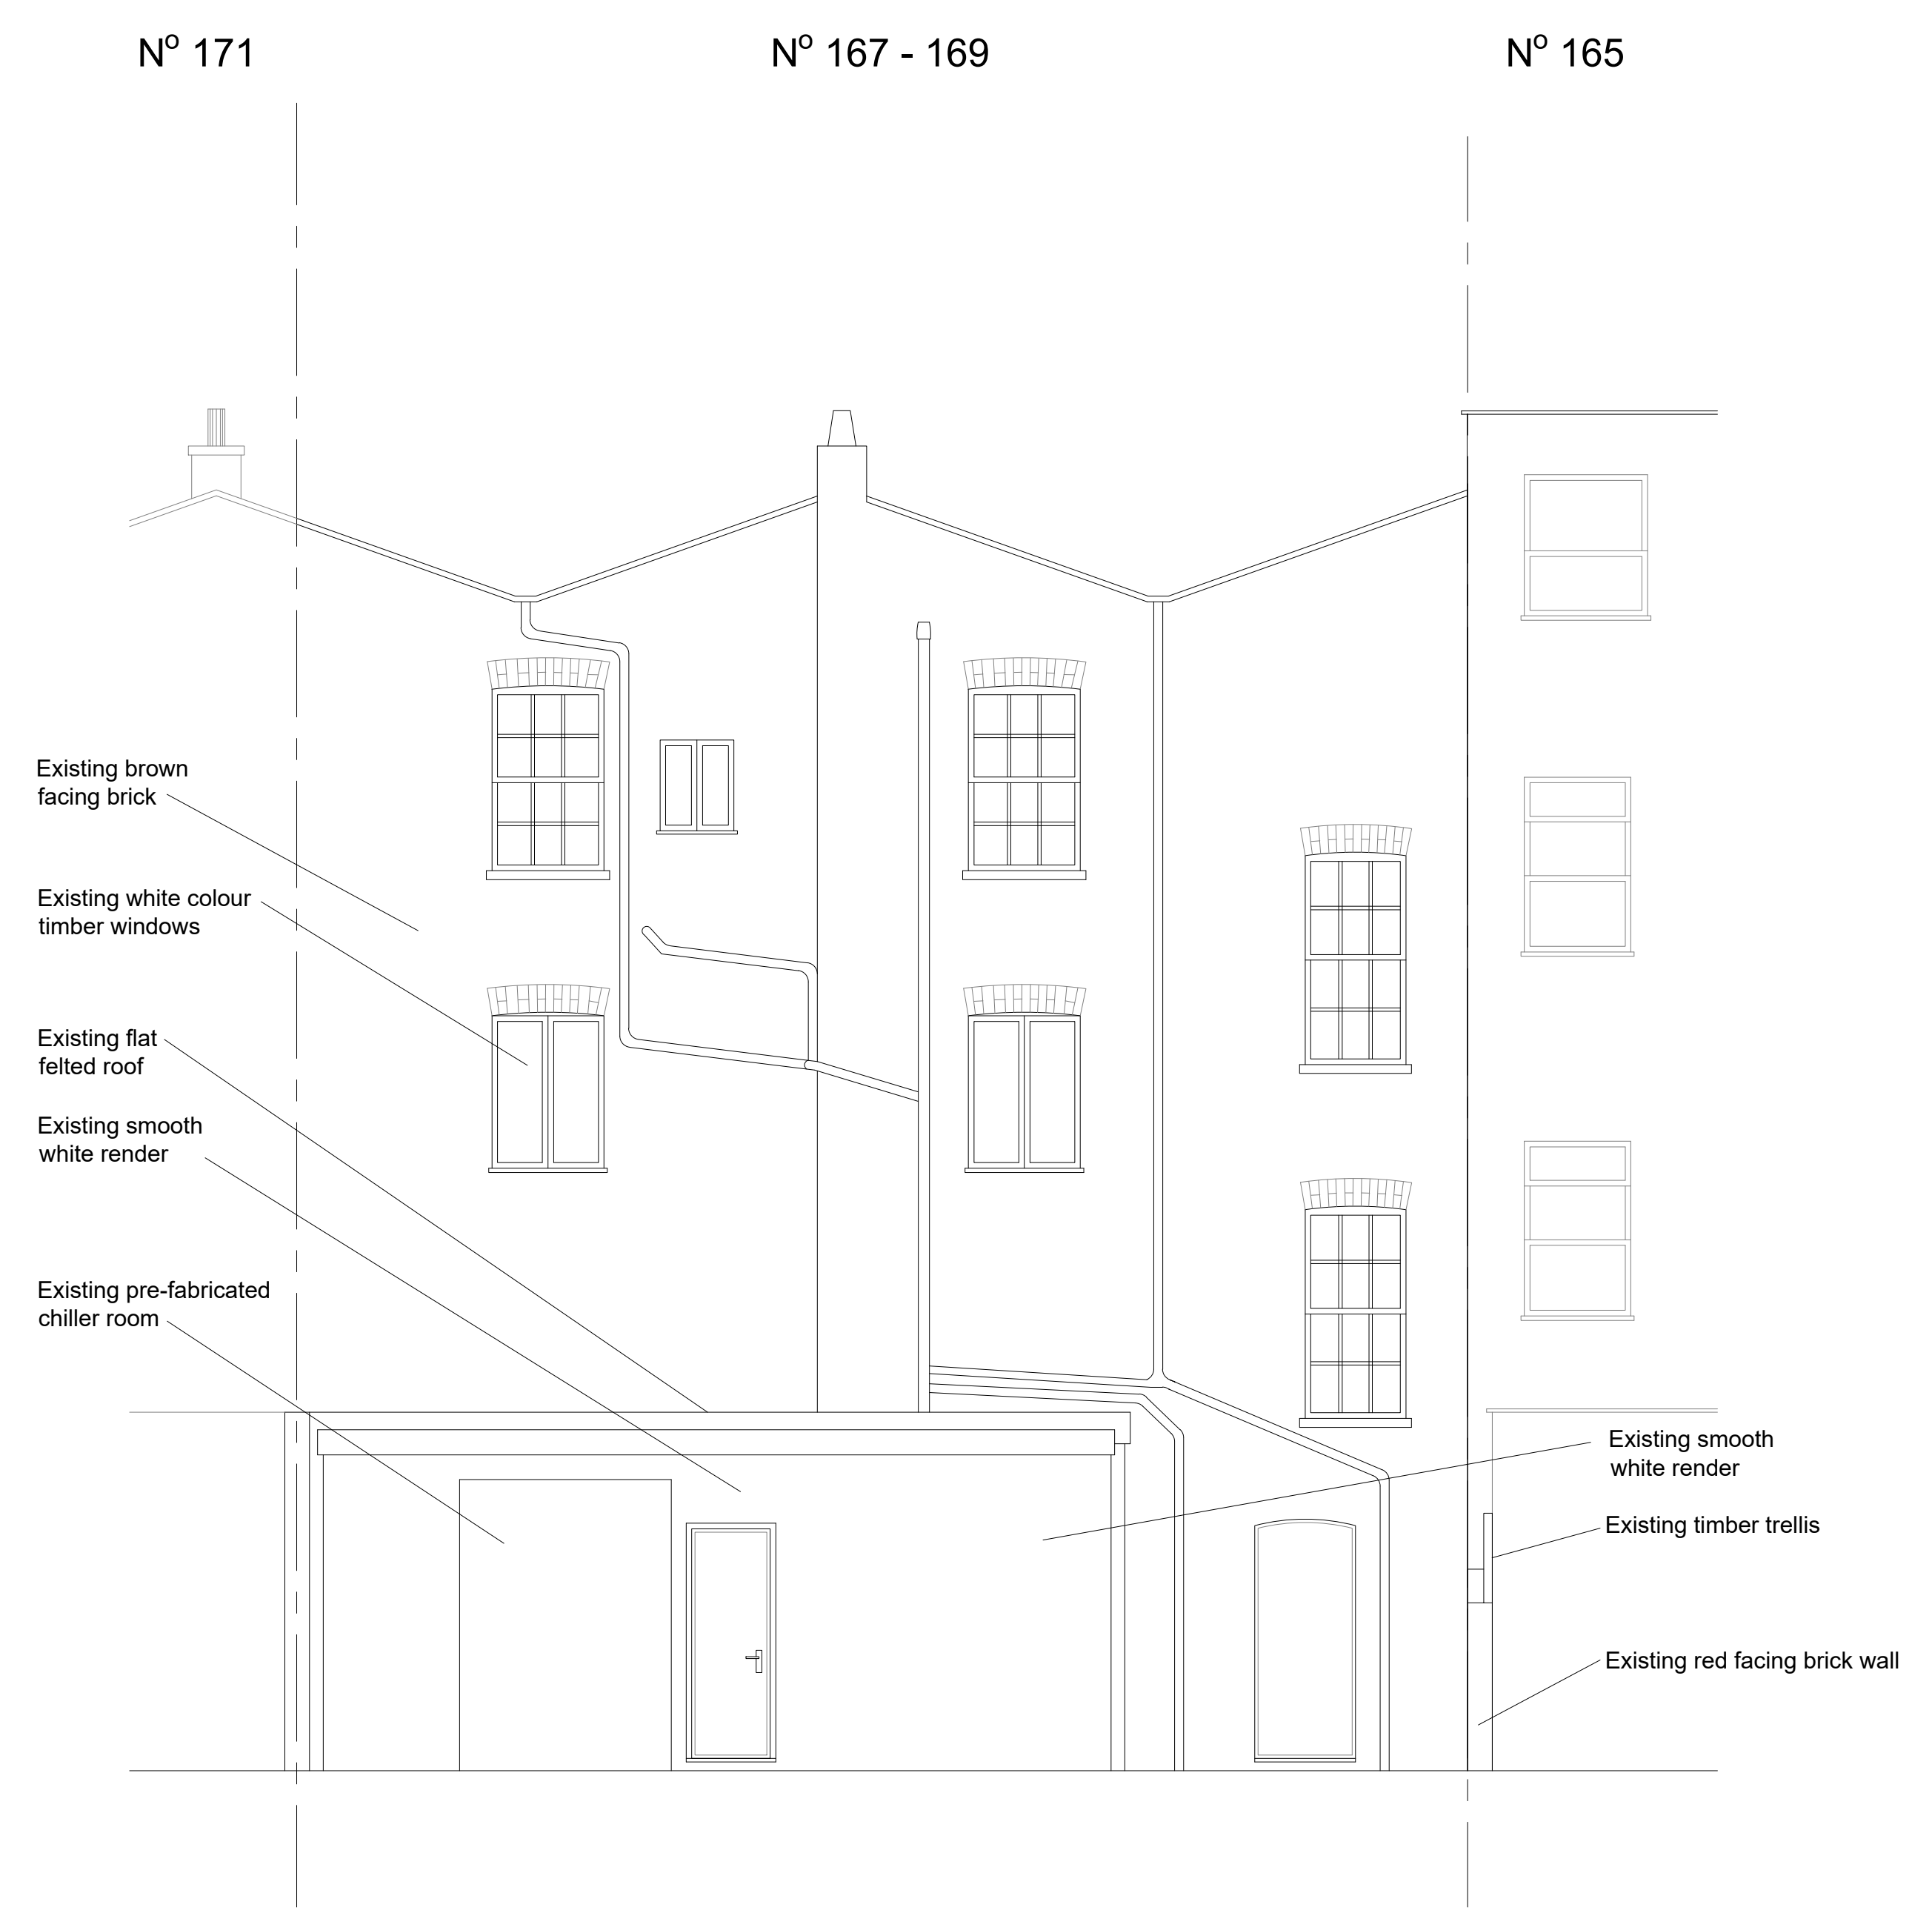 Nº 171
Nº 167 - 169
Nº 165
Existing brown
facing brick
Existing white colour
timber windows
Existing flat
felted roof
Existing smooth
white render
Existing pre-fabricated
chiller room
Existing smooth
white render
Existing timber trellis
Existing red facing brick wall